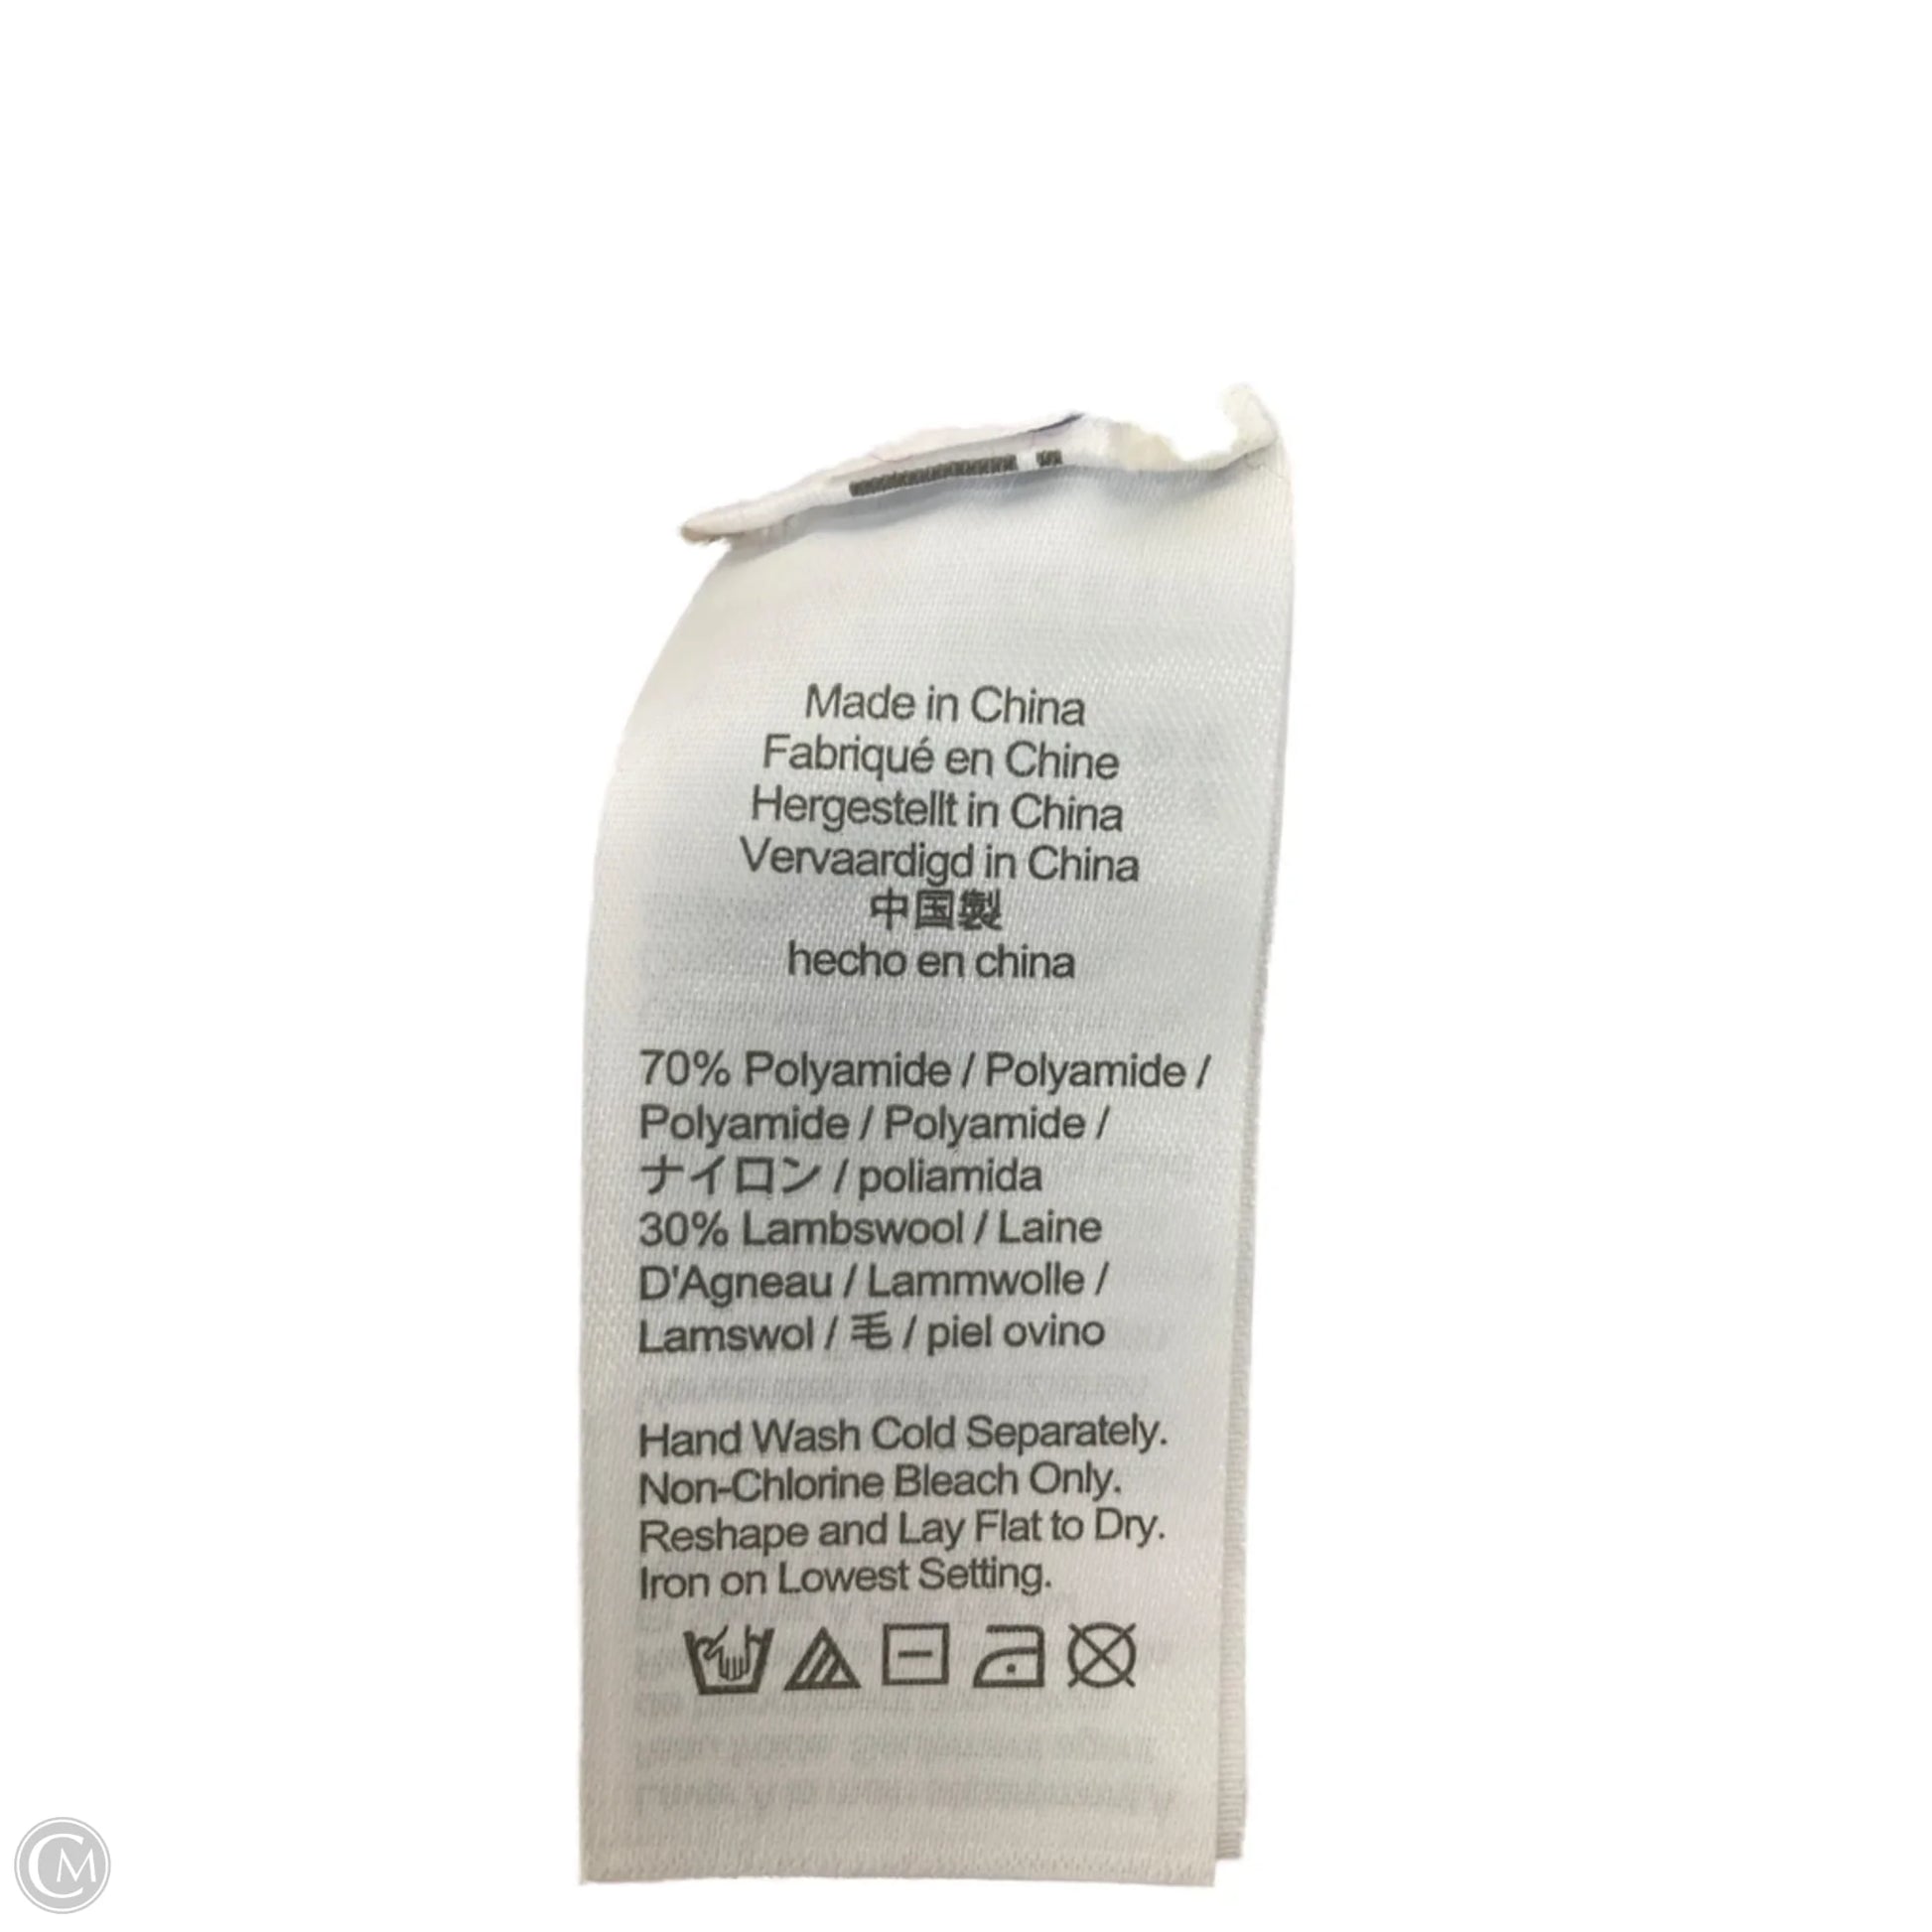 Made in China
Fabriqué en Chine
Hergestellt in China
Vervaardigd in China
中国製
hecho en china
70% Polyamide / Polyamide /
Polyamide / Polyamide /
ナイロン / poliamida
30% Lambswool / Laine
D'Agneau / Lammwolle /
Lamswol / 毛 / piel ovino
Hand Wash Cold Separately.
Non-Chlorine Bleach Only.
Reshape and Lay Flat to Dry.
Iron on Lowest Setting.
CM